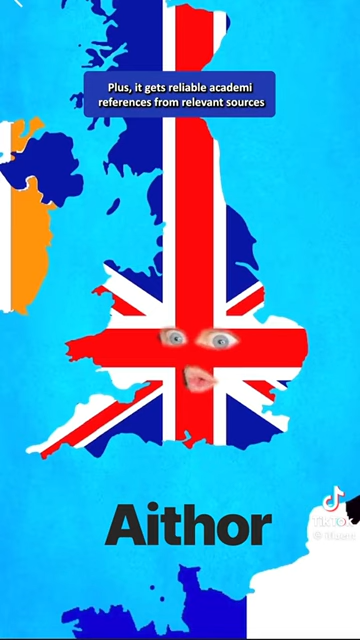 Plus, it gets reliable academi
references from relevant sources
Aithor
TikTok